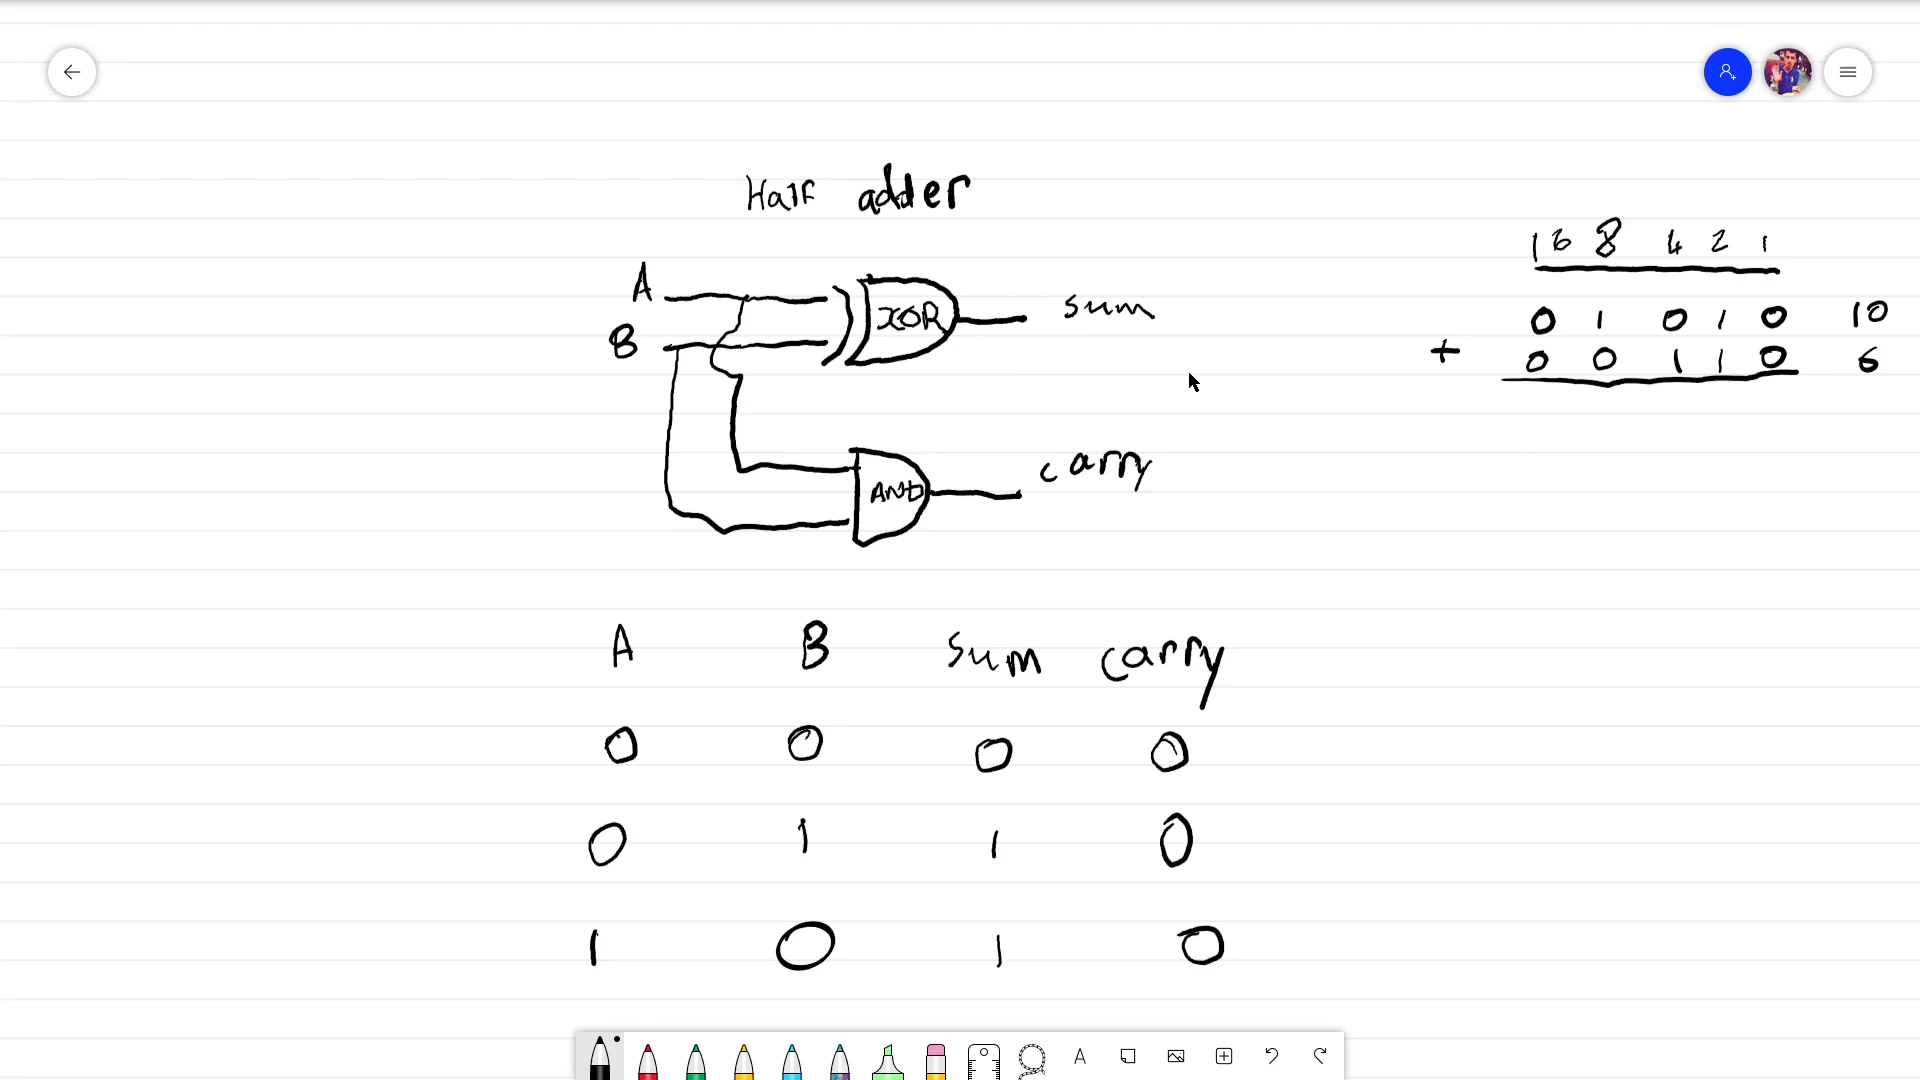 Half adder
16 8 4 2 1
A
XOR
sum
B
0 1 0 1 0 10
+ 0 0 1 1 0 6
AND
carry
A B sum carry
0 0 0 0
0 1 1 0
1 0 1 0
A